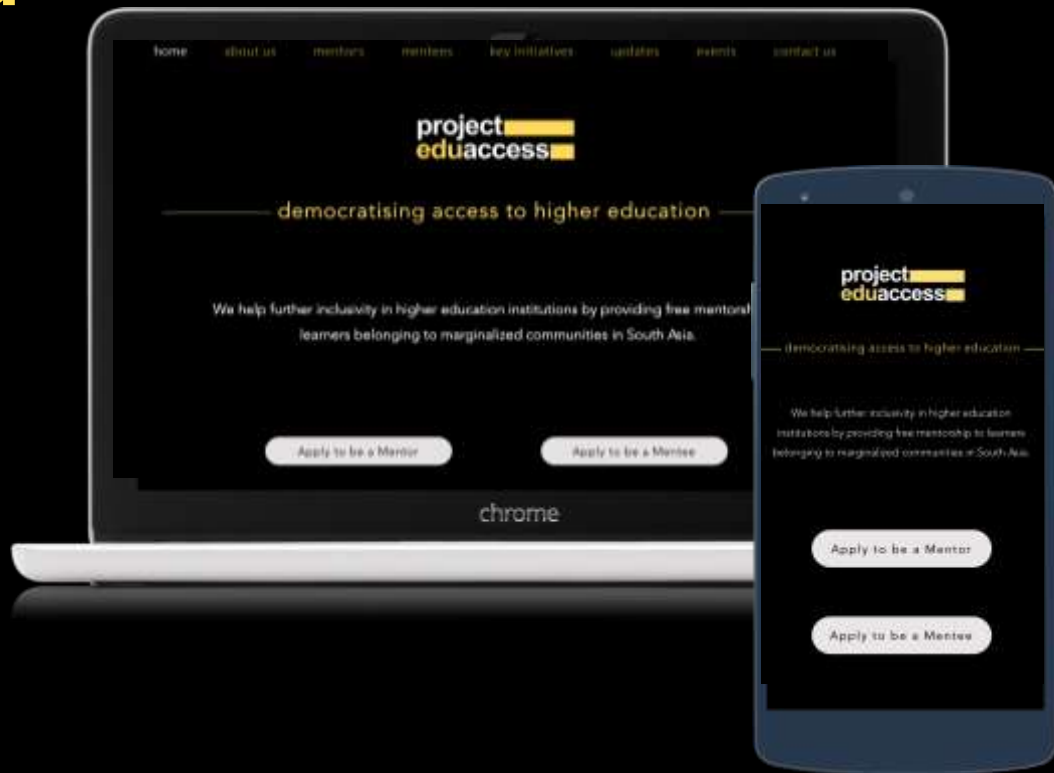 home about us mentors mentees key initiatives updates events contact us
project
eduaccess
democratising access to higher education
We help further inclusivity in higher education institutions by providing free
learners belonging to marginalized communities in South Asia.
Apply to be a Mentor Apply to be a Mentee
chrome
project
eduaccess
democratising access to higher education
We help further inclusivity in higher education
institutions by providing free mentorship to learners
belonging to marginalized communities in South Asia.
Apply to be a Mentor
Apply to be a Mentee